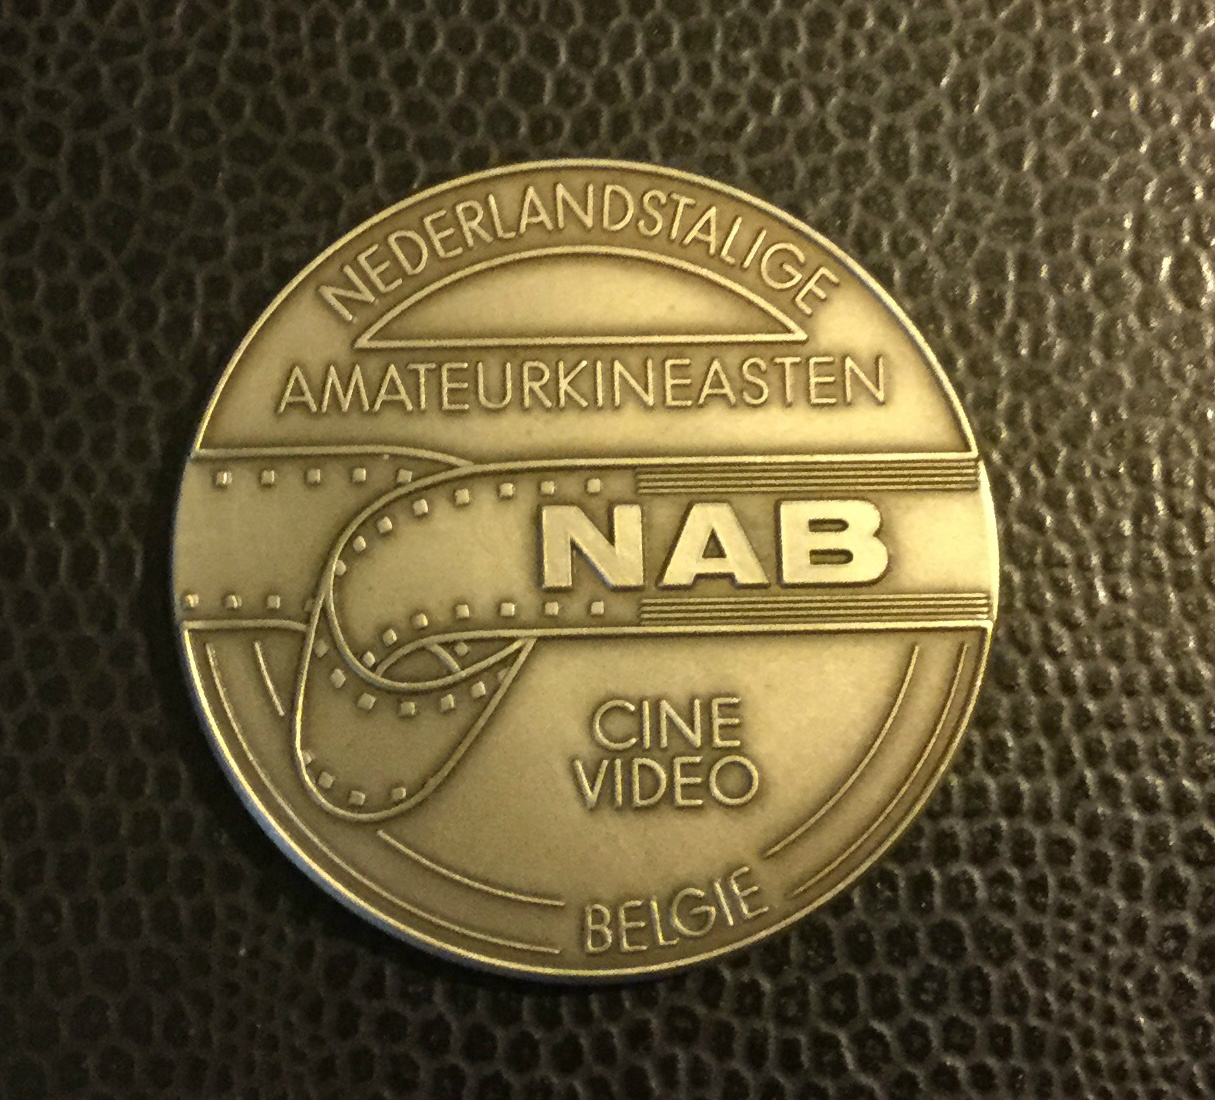 NEDERLANDSTALIGE
AMATEURKINEASTEN
NAB
CINE
VIDEO
BELGIE